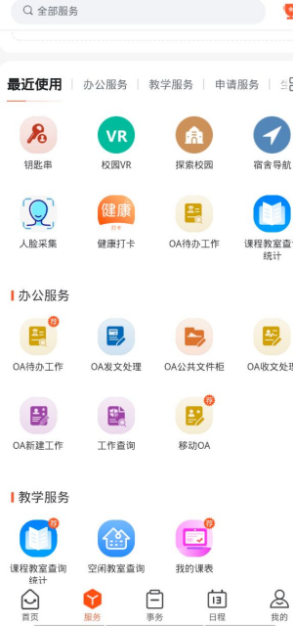 全部服务
最近使用 办公服务 教学服务 申请服务
钥匙串 VR 校园VR 探索校园 宿舍导航
人脸采集 健康 打卡 健康打卡 OA待办工作 课程教室查询
统计
办公服务
荐
OA待办工作 OA发文处理 OA公共文件柜 OA收文处理
荐
OA新建工作 工作查询 移动OA
教学服务
荐 荐
课程教室查询 空闲教室查询 我的课表
统计
13
首页 服务 事务 日程 我的